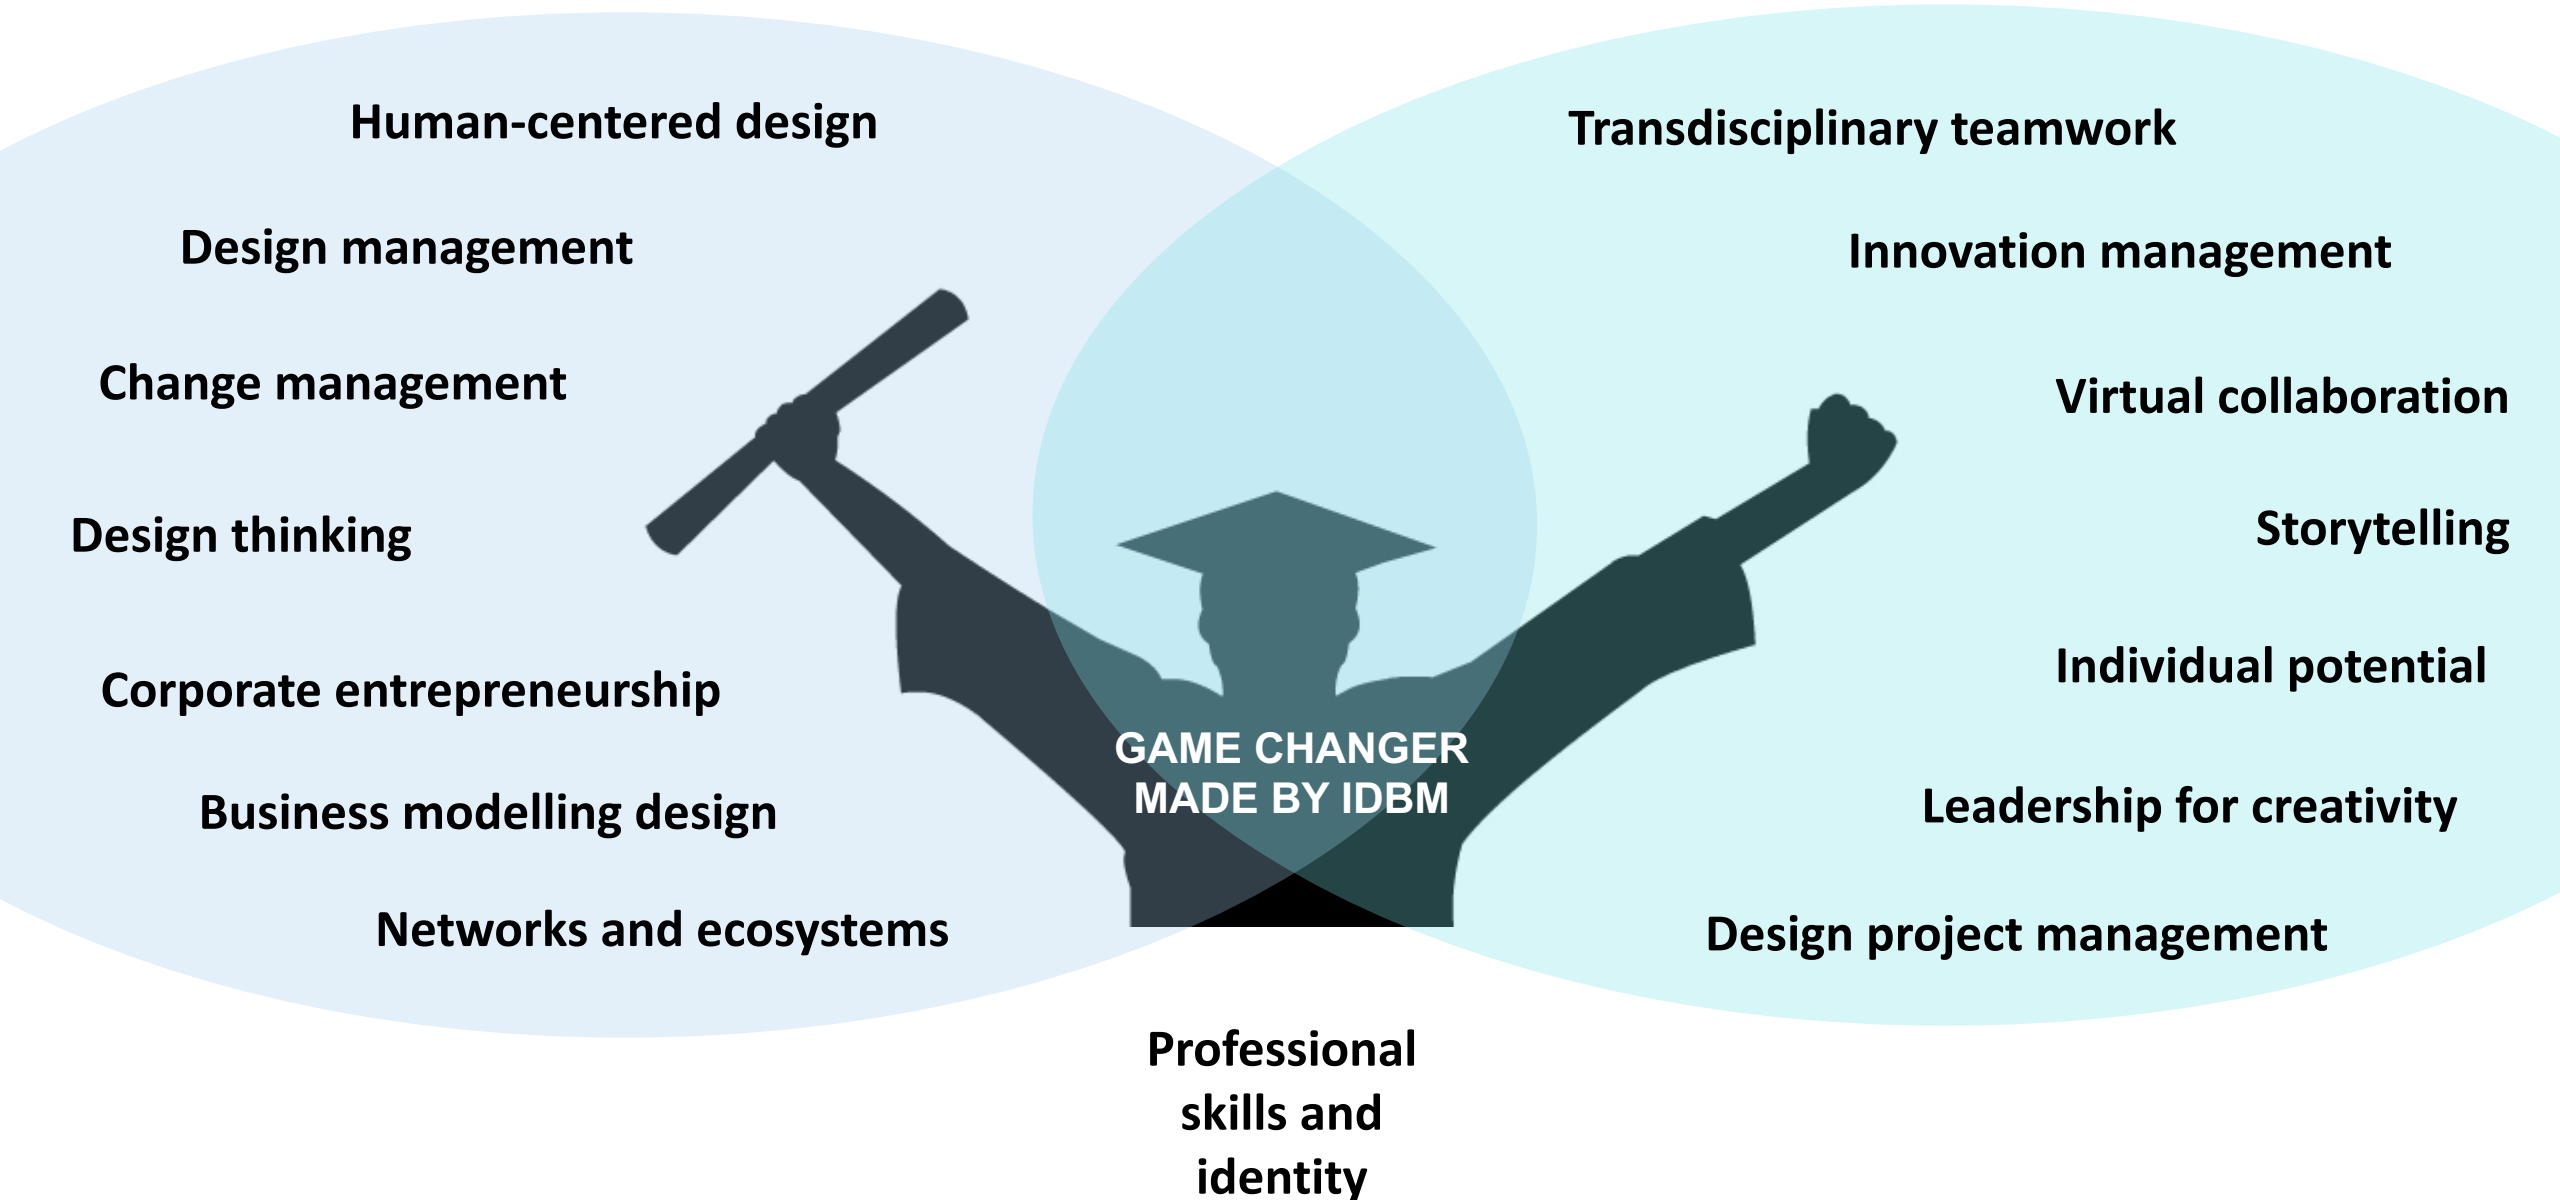 Human-centered design
Design management
Change management
Design thinking
Corporate entrepreneurship
Business modelling design
Networks and ecosystems
Transdisciplinary teamwork
Innovation management
Virtual collaboration
Storytelling
Individual potential
Leadership for creativity
Design project management
GAME CHANGER
MADE BY IDBM
Professional
skills and
identity